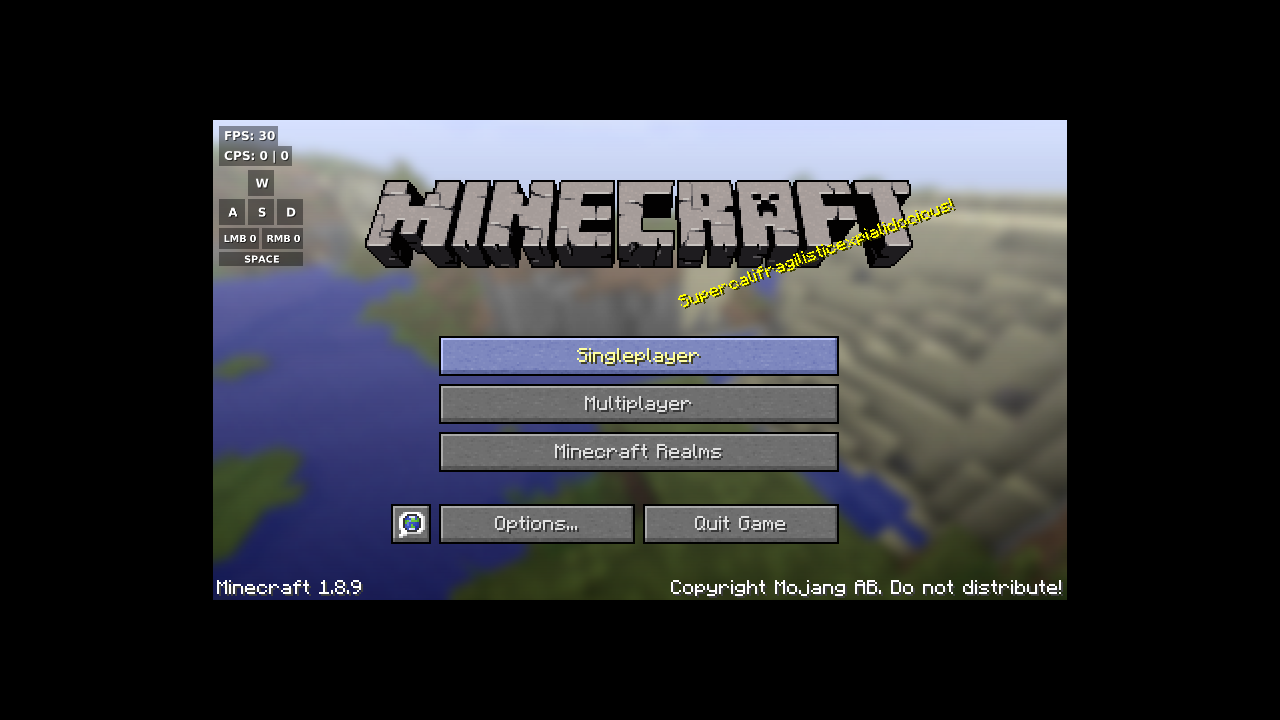 FPS: 30
CPS: 0 | 0
W
A S D
LMB 0 RMB 0
SPACE
MINECRAFT
Supercalifragilisticexpialidocious!
Singleplayer
Multiplayer
Minecraft Realms
Options...
Quit Game
Minecraft 1.8.9
Copyright Mojang AB. Do not distribute!